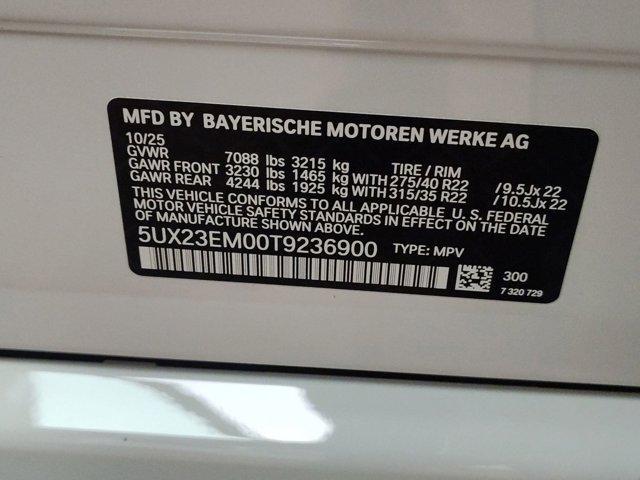 MFD BY BAYERISCHE MOTOREN WERKE AG
10/25
GVWR 7088 lbs 3215 kg TIRE / RIM
GAWR FRONT 3230 lbs 1465 kg WITH 275/40 R22 /9.5Jx 22
GAWR REAR 4244 lbs 1925 kg WITH 315/35 R22 /10.5Jx 22
THIS VEHICLE CONFORMS TO ALL APPLICABLE U. S. FEDERAL
MOTOR VEHICLE SAFETY STANDARDS IN EFFECT ON THE DATE
OF MANUFACTURE SHOWN ABOVE.
5UX23EM00T9236900 TYPE: MPV
300
7 320 729